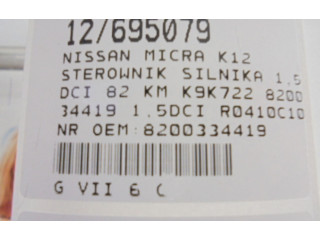 12/695079
NISSAN MICRA K12
STEROWNIK SILNIKA 1.5
DCI 82 KM K9K722 8200
34419 1.5DCI R0410C10
NR OEM:8200334419
G VII 6 C